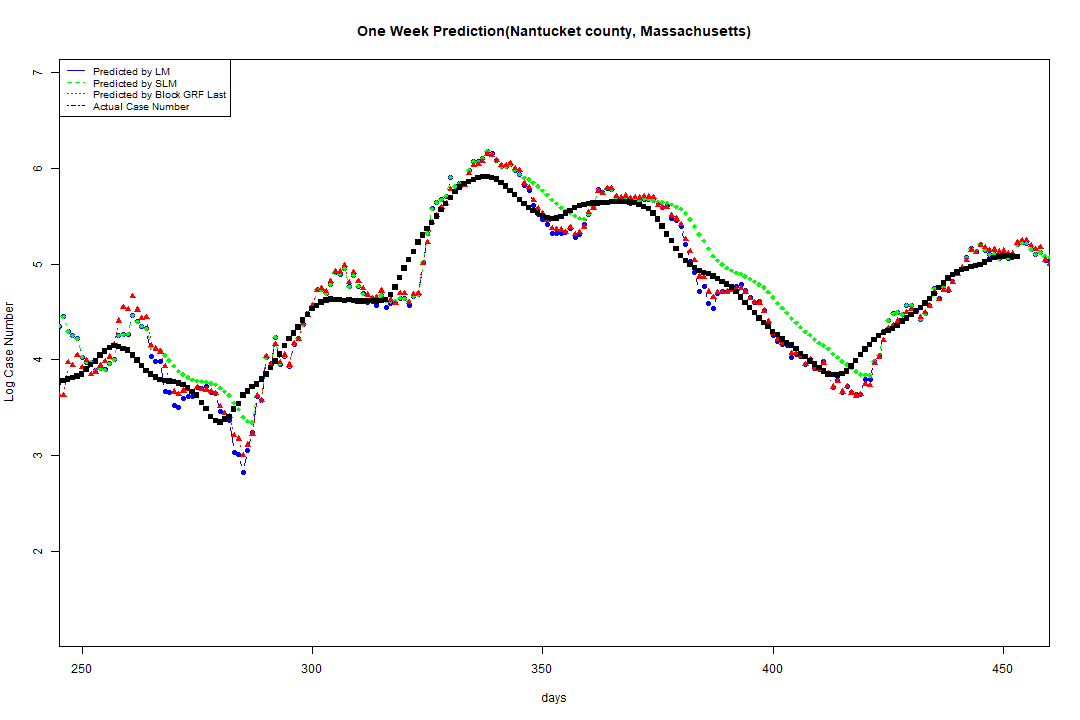 One Week Prediction(Nantucket county, Massachusetts)
Predicted by LM
Predicted by SLM
Predicted by Block GRF Last
Actual Case Number
7
6
5
4
3
2
Log Case Number
250
300
350
400
450
days